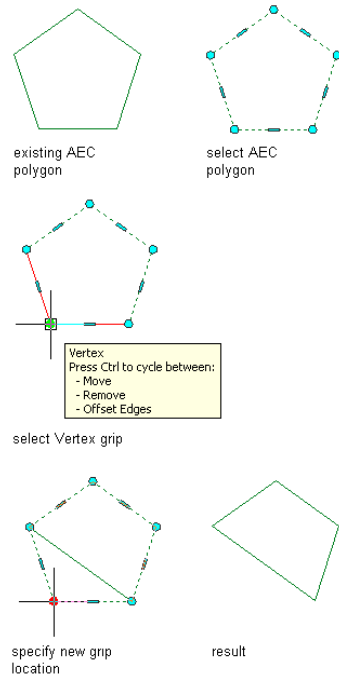 existing AEC
polygon
select AEC
polygon
Vertex
Press Ctrl to cycle between:
- Move
- Remove
- Offset Edges
select Vertex grip
specify new grip
location
result